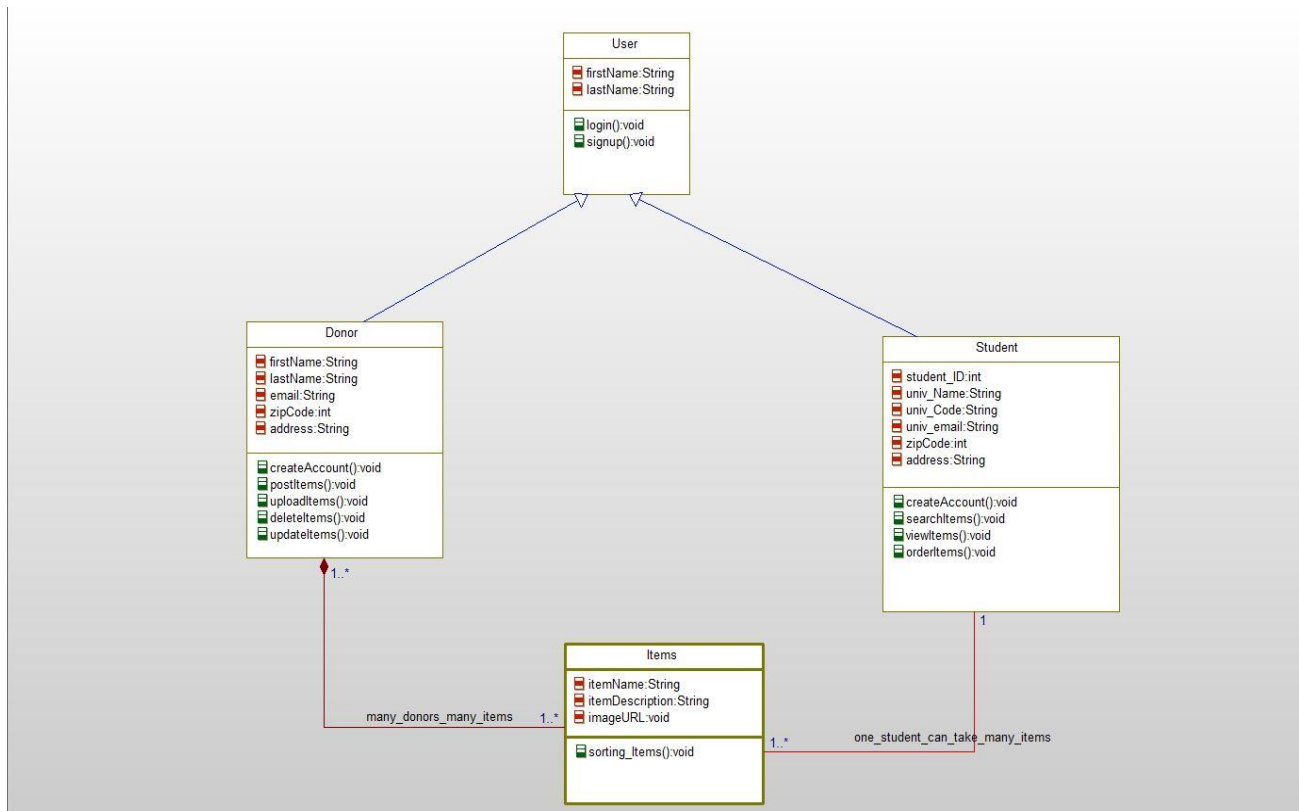 User
firstName:String
lastName:String
login():void
signup():void
Donor
firstName:String
lastName:String
email:String
zipCode:int
address:String
createAccount():void
postItems():void
uploadItems():void
deleteItems():void
updateItems():void
Student
student_ID:int
univ_Name:String
univ_Code:String
univ_email:String
zipCode:int
address:String
createAccount():void
searchItems():void
viewItems():void
orderItems():void
1..*
1
Items
itemName:String
itemDescription:String
imageURL:void
sorting_Items():void
many_donors_many_items
1..*
1..*
one_student_can_take_many_items